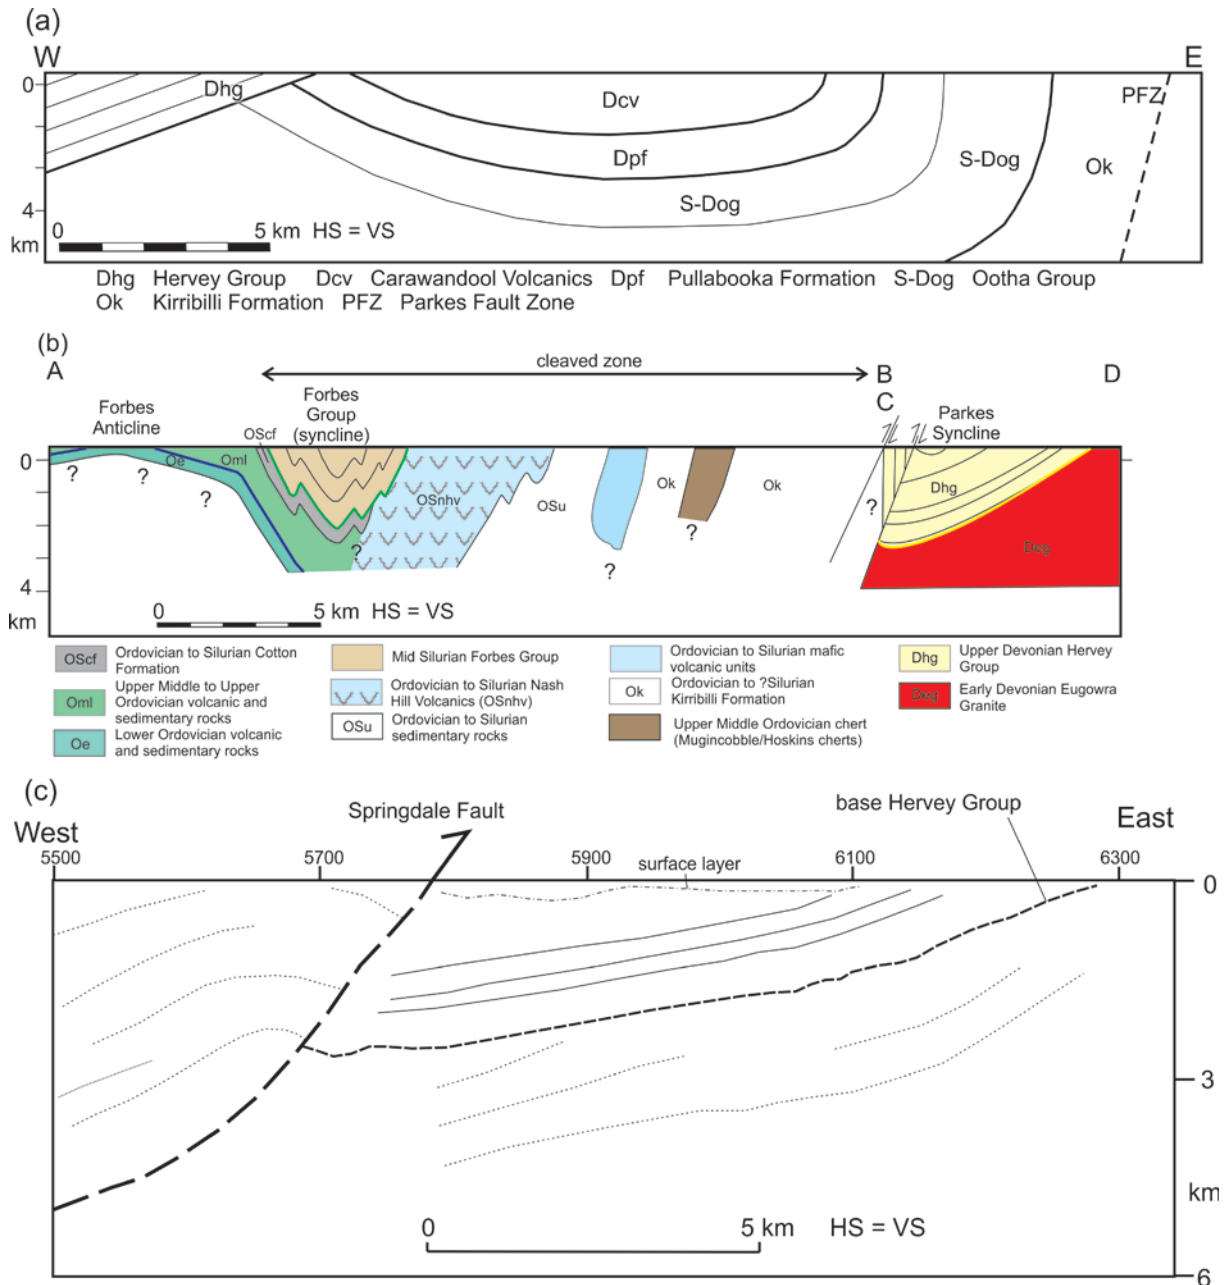 (a)
W
E
0
Dhg
Dcv
PFZ
Dpf
S-Dog
Ok
S-Dog
4
km
0 5 km HS = VS
Dhg Hervey Group Dcv Carawandool Volcanics Dpf Pullabooka Formation S-Dog Ootha Group
Ok Kirribilli Formation PFZ Parkes Fault Zone
(b)
A
cleaved zone
B
C
D
Forbes
Anticline
Forbes
Group
(syncline)
Parkes
Syncline
OScf
0
Oe
Oml
?
?
?
OSnhv
OSu
Ok
Ok
?
Dhg
?
?
?
Deg
4
km
0 5 km HS = VS
OScf
Ordovician to Silurian Cotton
Formation
Oml
Upper Middle to Upper
Ordovician volcanic and
sedimentary rocks
Oe
Lower Ordovician volcanic
and sedimentary rocks
Mid Silurian Forbes Group
Ordovician to Silurian Nash
Hill Volcanics (OSnhv)
OSu
Ordovician to Silurian
sedimentary rocks
Ordovician to Silurian mafic
volcanic units
Ok
Ordovician to ?Silurian
Kirribilli Formation
Upper Middle Ordovician chert
(Mugincobble/Hoskins cherts)
Dhg
Upper Devonian Hervey
Group
Deg
Early Devonian Eugowra
Granite
(c)
West
Springdale Fault
base Hervey Group
East
5500 5700 5900 6100 6300
surface layer
0
3
km
6
0 5 km HS = VS